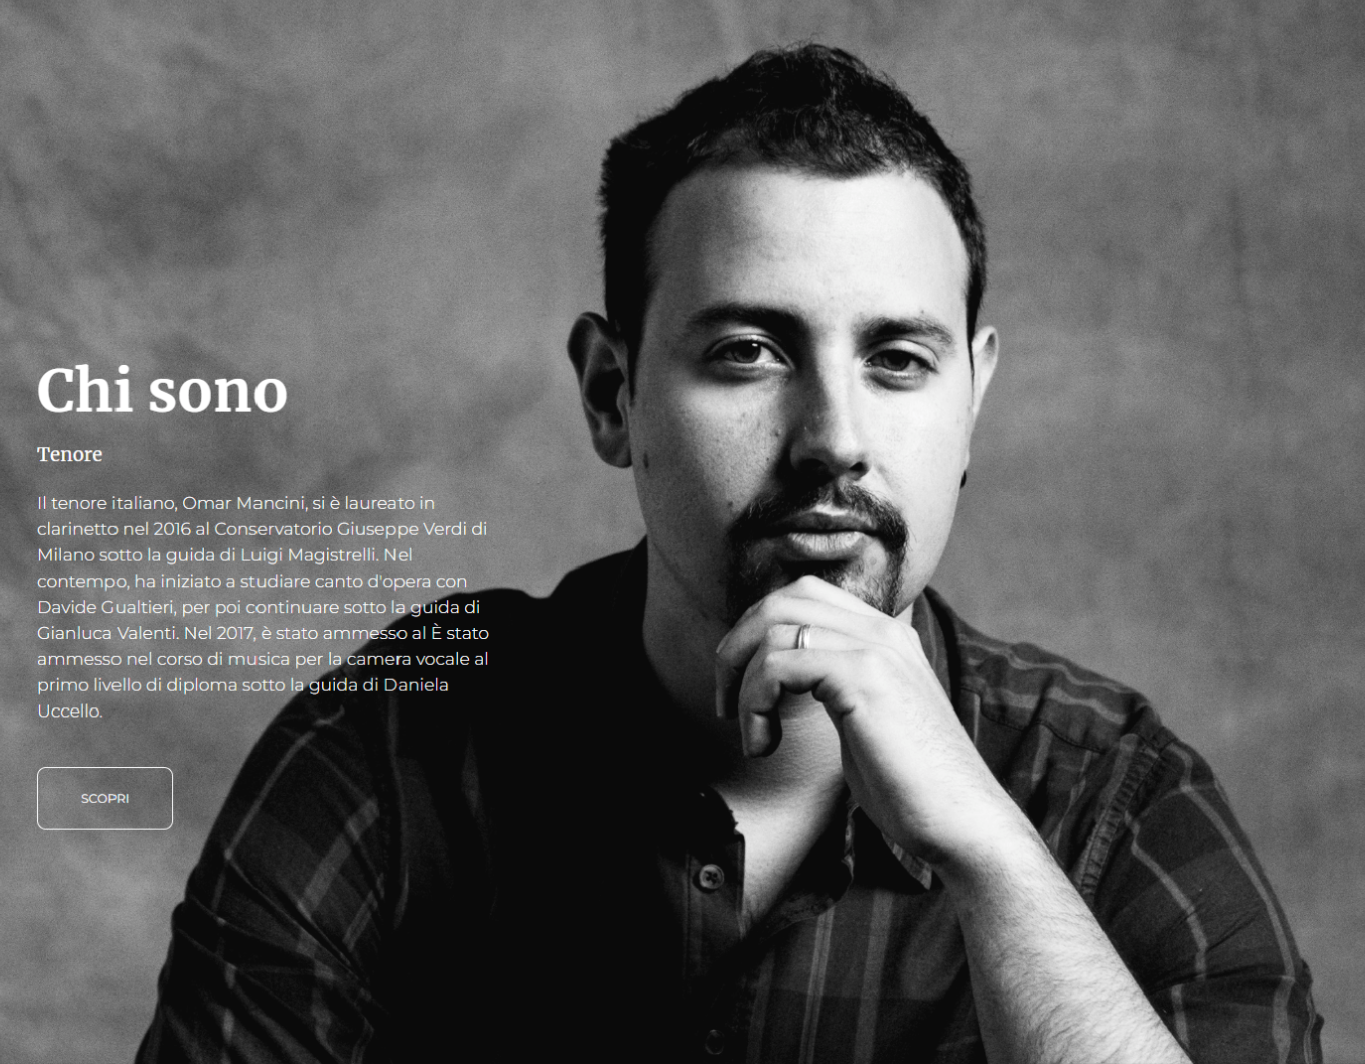 Chi sono
Tenore
Il tenore italiano, Omar Mancini, si è laureato in
clarinetto nel 2016 al Conservatorio Giuseppe Verdi di
Milano sotto la guida di Luigi Magistrelli. Nel
contempo, ha iniziato a studiare canto d'opera con
Davide Gualtieri, per poi continuare sotto la guida di
Gianluca Valenti. Nel 2017, è stato ammesso al È stato
ammesso nel corso di musica per la camera vocale al
primo livello di diploma sotto la guida di Daniela
Uccello.
SCOPRI